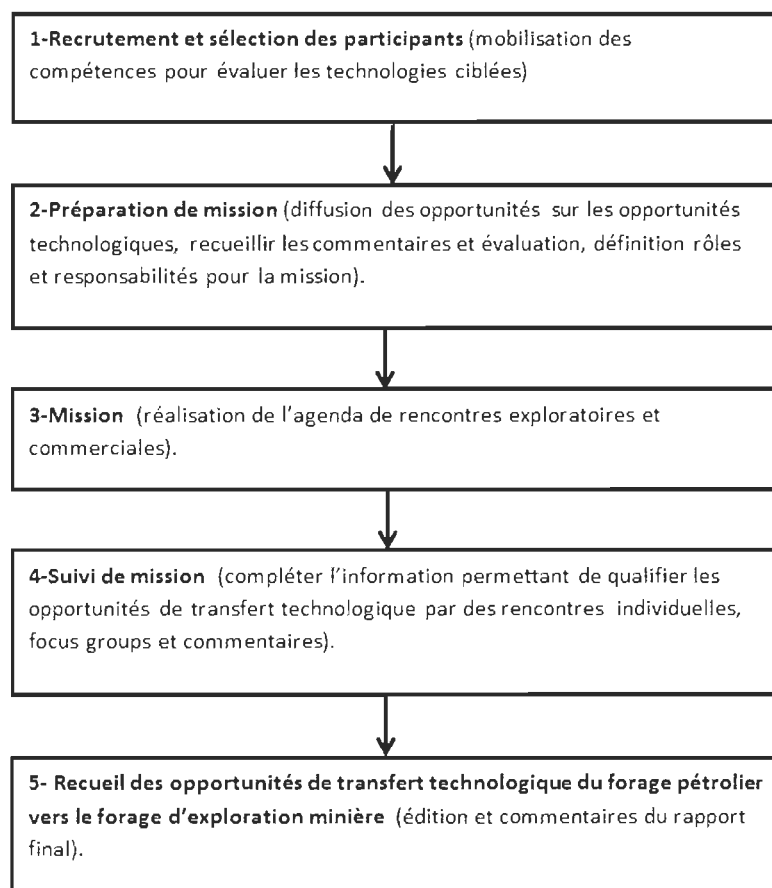 1-Recrutement et sélection des participants (mobilisation des
compétences pour évaluer les technologies ciblées)
2-Préparation de mission (diffusion des opportunités sur les opportunités
technologiques, recueillir les commentaires et évaluation, définition rôles
et responsabilités pour la mission).
3-Mission (réalisation de l'agenda de rencontres exploratoires et
commerciales).
4-Suivi de mission (compléter l'information permettant de qualifier les
opportunités de transfert technologique par des rencontres individuelles,
focus groups et commentaires).
5- Recueil des opportunités de transfert technologique du forage pétrolier
vers le forage d'exploration minière (édition et commentaires du rapport
final).